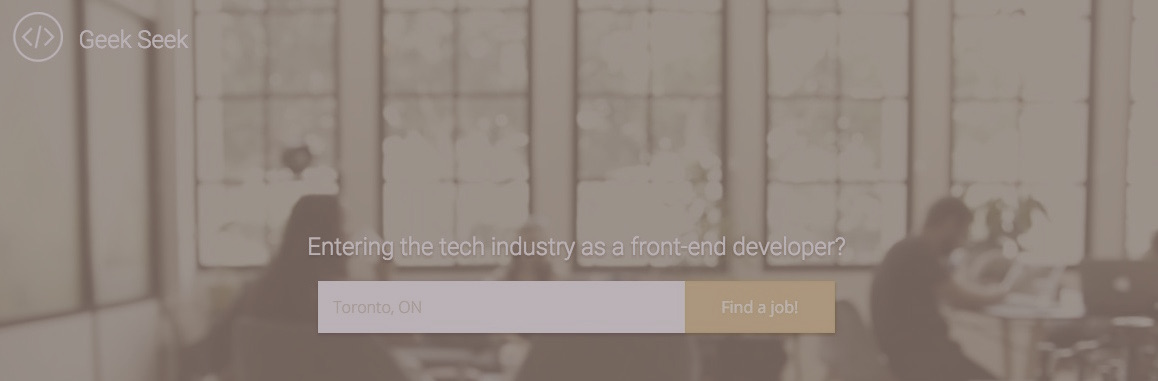 </> Geek Seek
Entering the tech industry as a front-end developer?
Toronto, ON
Find a job!